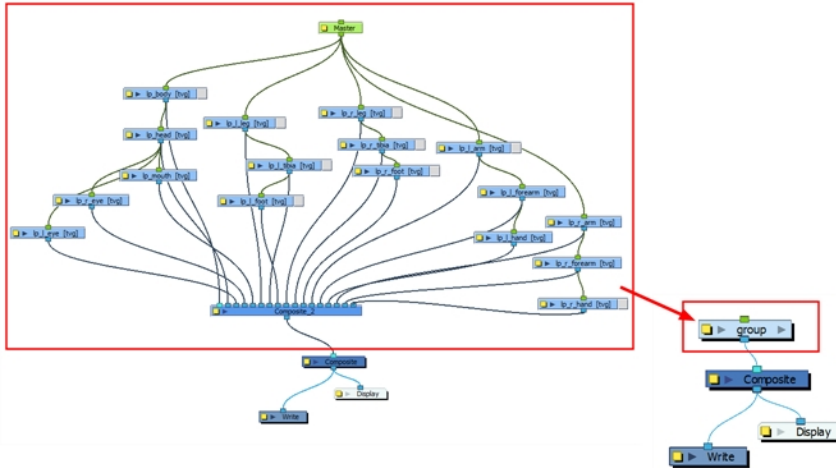 Master
lp_body [tvg]
lp_l_leg [tvg]
lp_r_leg [tvg]
lp_head [tvg]
lp_r_tibia [tvg]
lp_l_arm [tvg]
lp_l_tibia [tvg]
lp_mouth [tvg]
lp_r_foot [tvg]
lp_r_eye [tvg]
lp_l_foot [tvg]
lp_l_forearm [tvg]
lp_l_eye [tvg]
lp_l_hand [tvg]
lp_r_arm [tvg]
lp_r_forearm [tvg]
lp_r_hand [tvg]
Composite_2
Composite
Display
Write
group
Composite
Display
Write